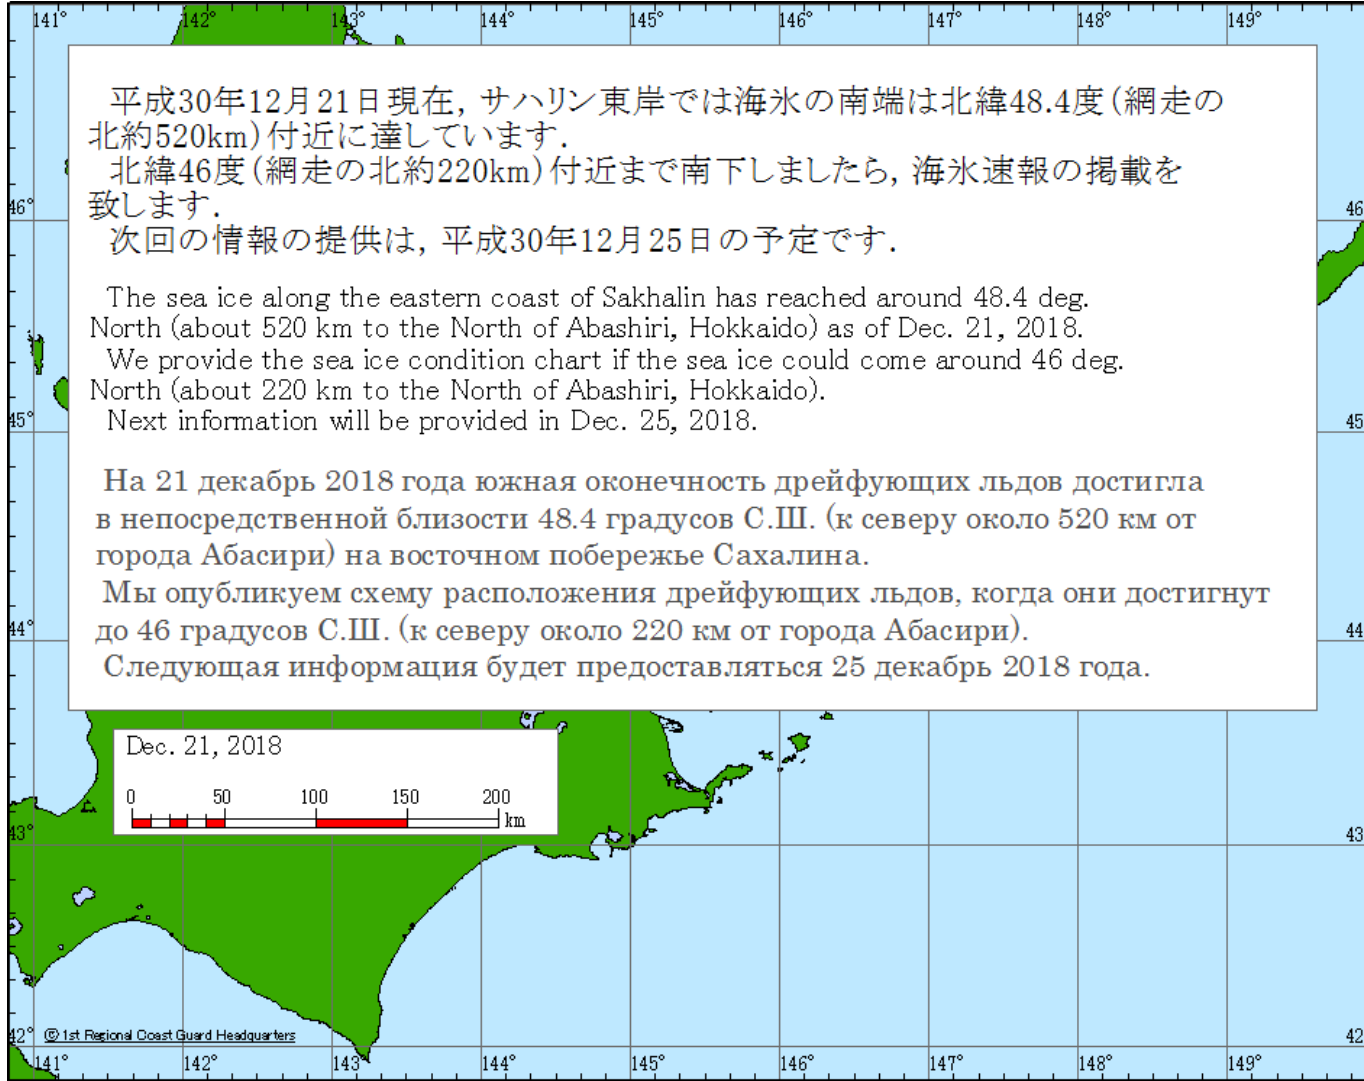 141° 142° 143° 144° 145° 146° 147° 148° 149°
平成30年12月21日現在，サハリン東岸では海氷の南端は北緯48.4度（網走の
北約520km）付近に達しています．
北緯46度（網走の北約220km）付近まで南下しましたら，海氷速報の掲載を
致します．
次回の情報の提供は，平成30年12月25日の予定です．
46° 46
The sea ice along the eastern coast of Sakhalin has reached around 48.4 deg.
North (about 520 km to the North of Abashiri, Hokkaido) as of Dec. 21, 2018.
We provide the sea ice condition chart if the sea ice could come around 46 deg.
North (about 220 km to the North of Abashiri, Hokkaido).
Next information will be provided in Dec. 25, 2018.
45° 45
На 21 декабрь 2018 года южная оконечность дрейфующих льдов достигла
в непосредственной близости 48.4 градусов С.Ш. (к северу около 520 км от
города Абасири) на восточном побережье Сахалина.
Мы опубликуем схему расположения дрейфующих льдов, когда они достигнут
до 46 градусов С.Ш. (к северу около 220 км от города Абасири).
Следующая информация будет предоставляться 25 декабрь 2018 года.
44° 44
Dec. 21, 2018
0 50 100 150 200
km
43° 43
42° 42
© 1st Regional Coast Guard Headquarters
141° 142° 143° 144° 145° 146° 147° 148° 149°